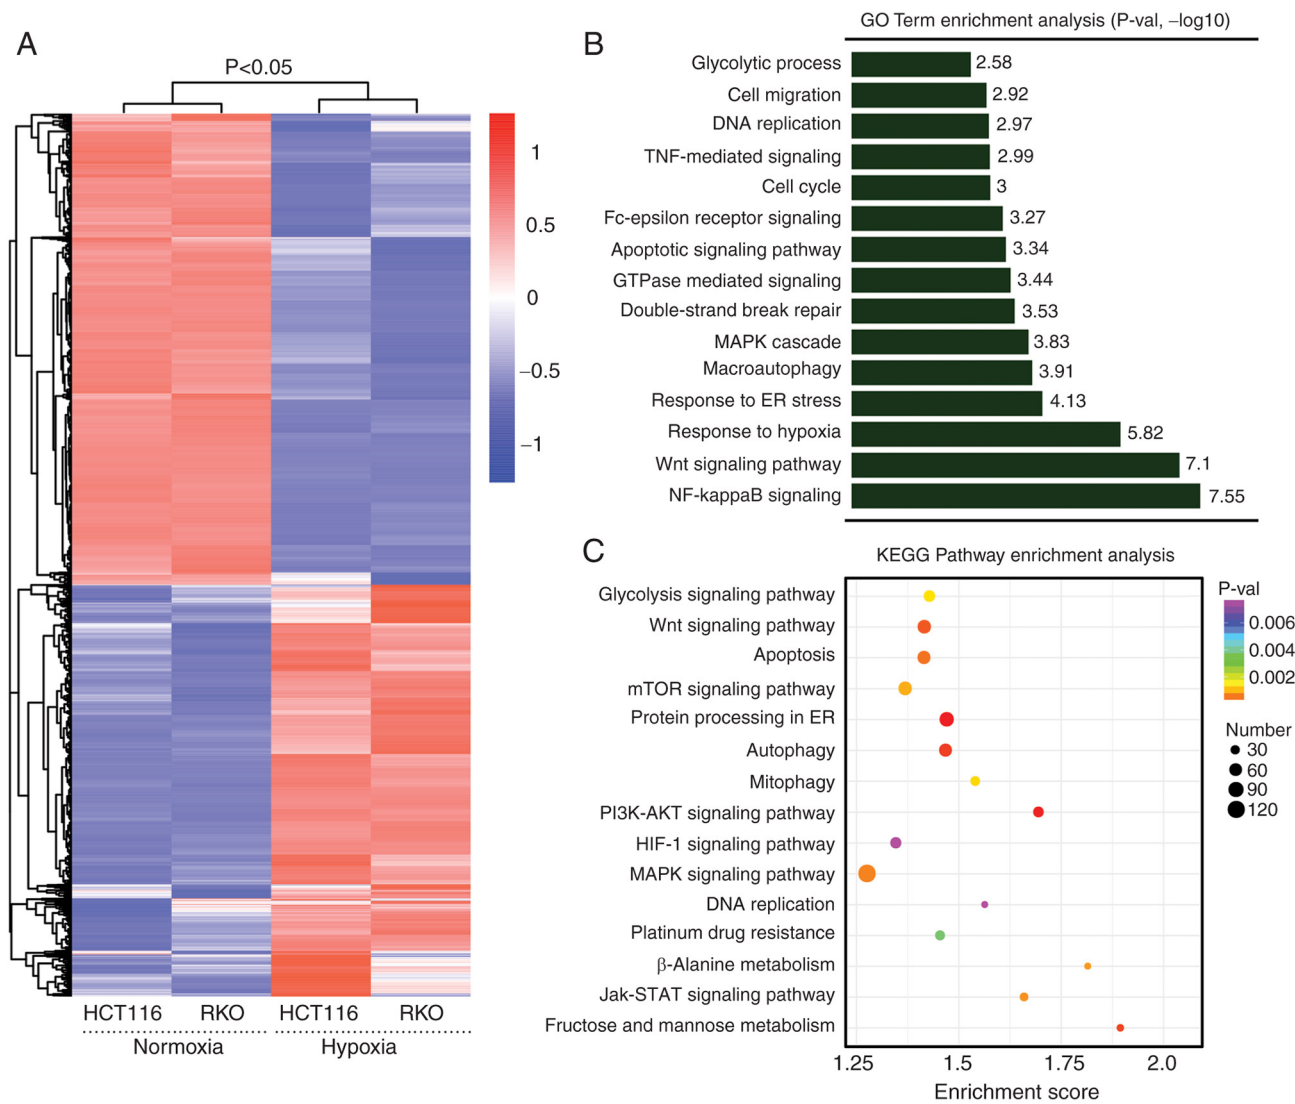 A
P<0.05
1
0.5
0
−0.5
−1
HCT116 RKO HCT116 RKO
Normoxia Hypoxia
B
GO Term enrichment analysis (P-val, −log10)
Glycolytic process 2.58
Cell migration 2.92
DNA replication 2.97
TNF-mediated signaling 2.99
Cell cycle 3
Fc-epsilon receptor signaling 3.27
Apoptotic signaling pathway 3.34
GTPase mediated signaling 3.44
Double-strand break repair 3.53
MAPK cascade 3.83
Macroautophagy 3.91
Response to ER stress 4.13
Response to hypoxia 5.82
Wnt signaling pathway 7.1
NF-kappaB signaling 7.55
C
KEGG Pathway enrichment analysis
Glycolysis signaling pathway
Wnt signaling pathway
Apoptosis
mTOR signaling pathway
Protein processing in ER
Autophagy
Mitophagy
PI3K-AKT signaling pathway
HIF-1 signaling pathway
MAPK signaling pathway
DNA replication
Platinum drug resistance
β-Alanine metabolism
Jak-STAT signaling pathway
Fructose and mannose metabolism
1.25 1.5 1.75 2.0
Enrichment score
P-val
0.006
0.004
0.002
Number
30
60
90
120